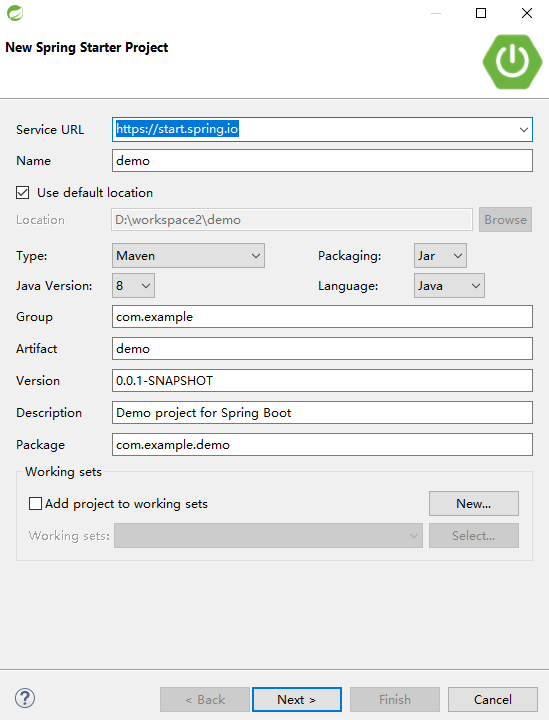 New Spring Starter Project
Service URL https://start.spring.io
Name demo
Use default location
Location D:\workspace2\demo Browse
Type: Maven Packaging: Jar
Java Version: 8 Language: Java
Group com.example
Artifact demo
Version 0.0.1-SNAPSHOT
Description Demo project for Spring Boot
Package com.example.demo
Working sets
Add project to working sets New...
Working sets: Select...
? < Back Next > Finish Cancel